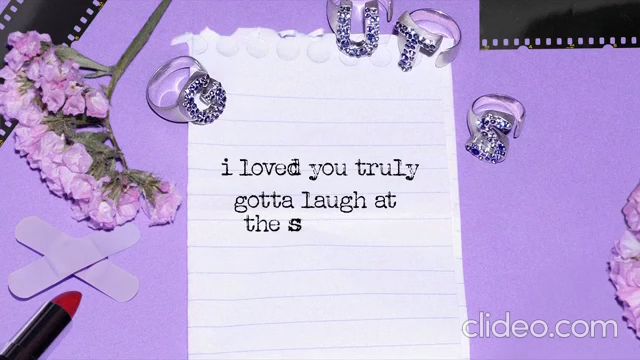 G U T S
i loved you truly
gotta laugh at
the s
clideo.com